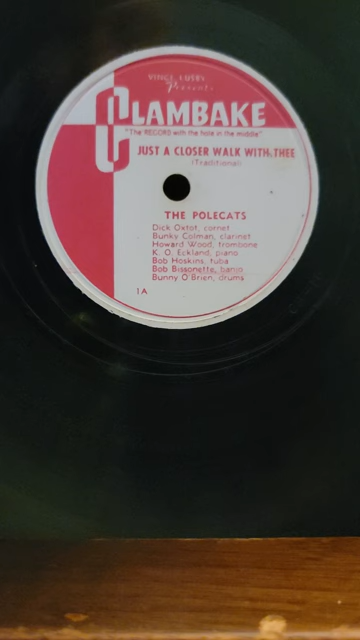 Presents
CLAMBAKE
"The RECORD with the hole in the middle"
JUST A CLOSER WALK WITH THEE
(Traditional)
THE POLECATS
Dick Oxtot, cornet
Bunky Colman, clarinet
Howard Wood, trombone
K. O. Eckland, piano
Bob Hoskins, tuba
Bob Bissonette, banjo
Bunny O'Brien, drums
1A